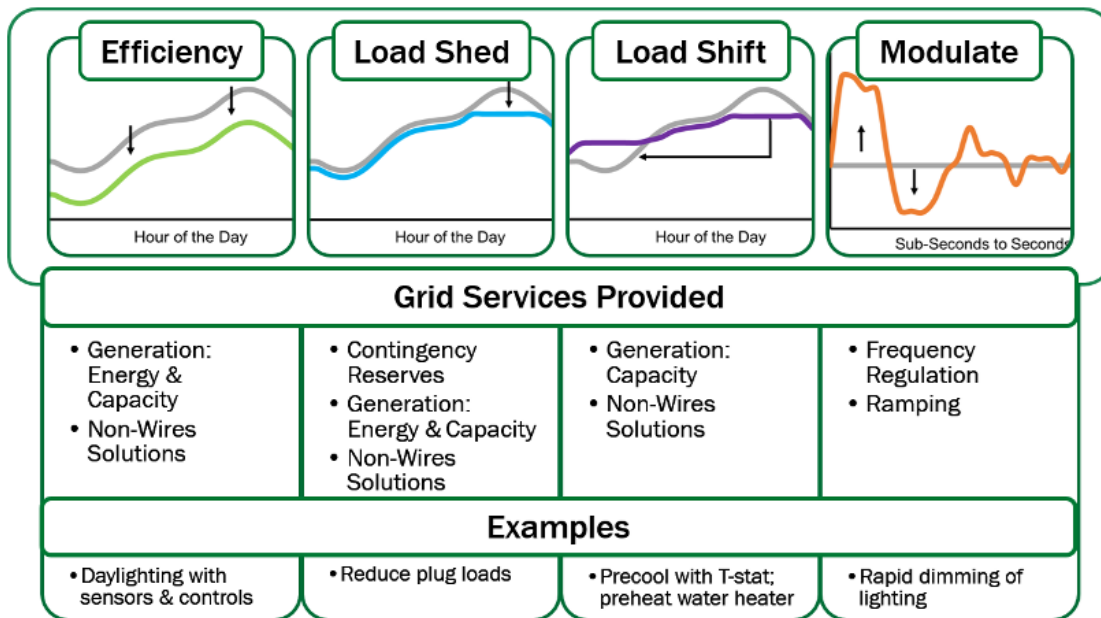 Efficiency
Load Shed
Load Shift
Modulate
Hour of the Day
Hour of the Day
Hour of the Day
Sub-Seconds to Seconds
Grid Services Provided
• Generation:
Energy &
Capacity
• Non-Wires
Solutions
• Contingency
Reserves
• Generation:
Energy & Capacity
• Non-Wires
Solutions
• Generation:
Capacity
• Non-Wires
Solutions
• Frequency
Regulation
• Ramping
Examples
• Daylighting with
sensors & controls
• Reduce plug loads
• Precool with T-stat;
preheat water heater
• Rapid dimming of
lighting